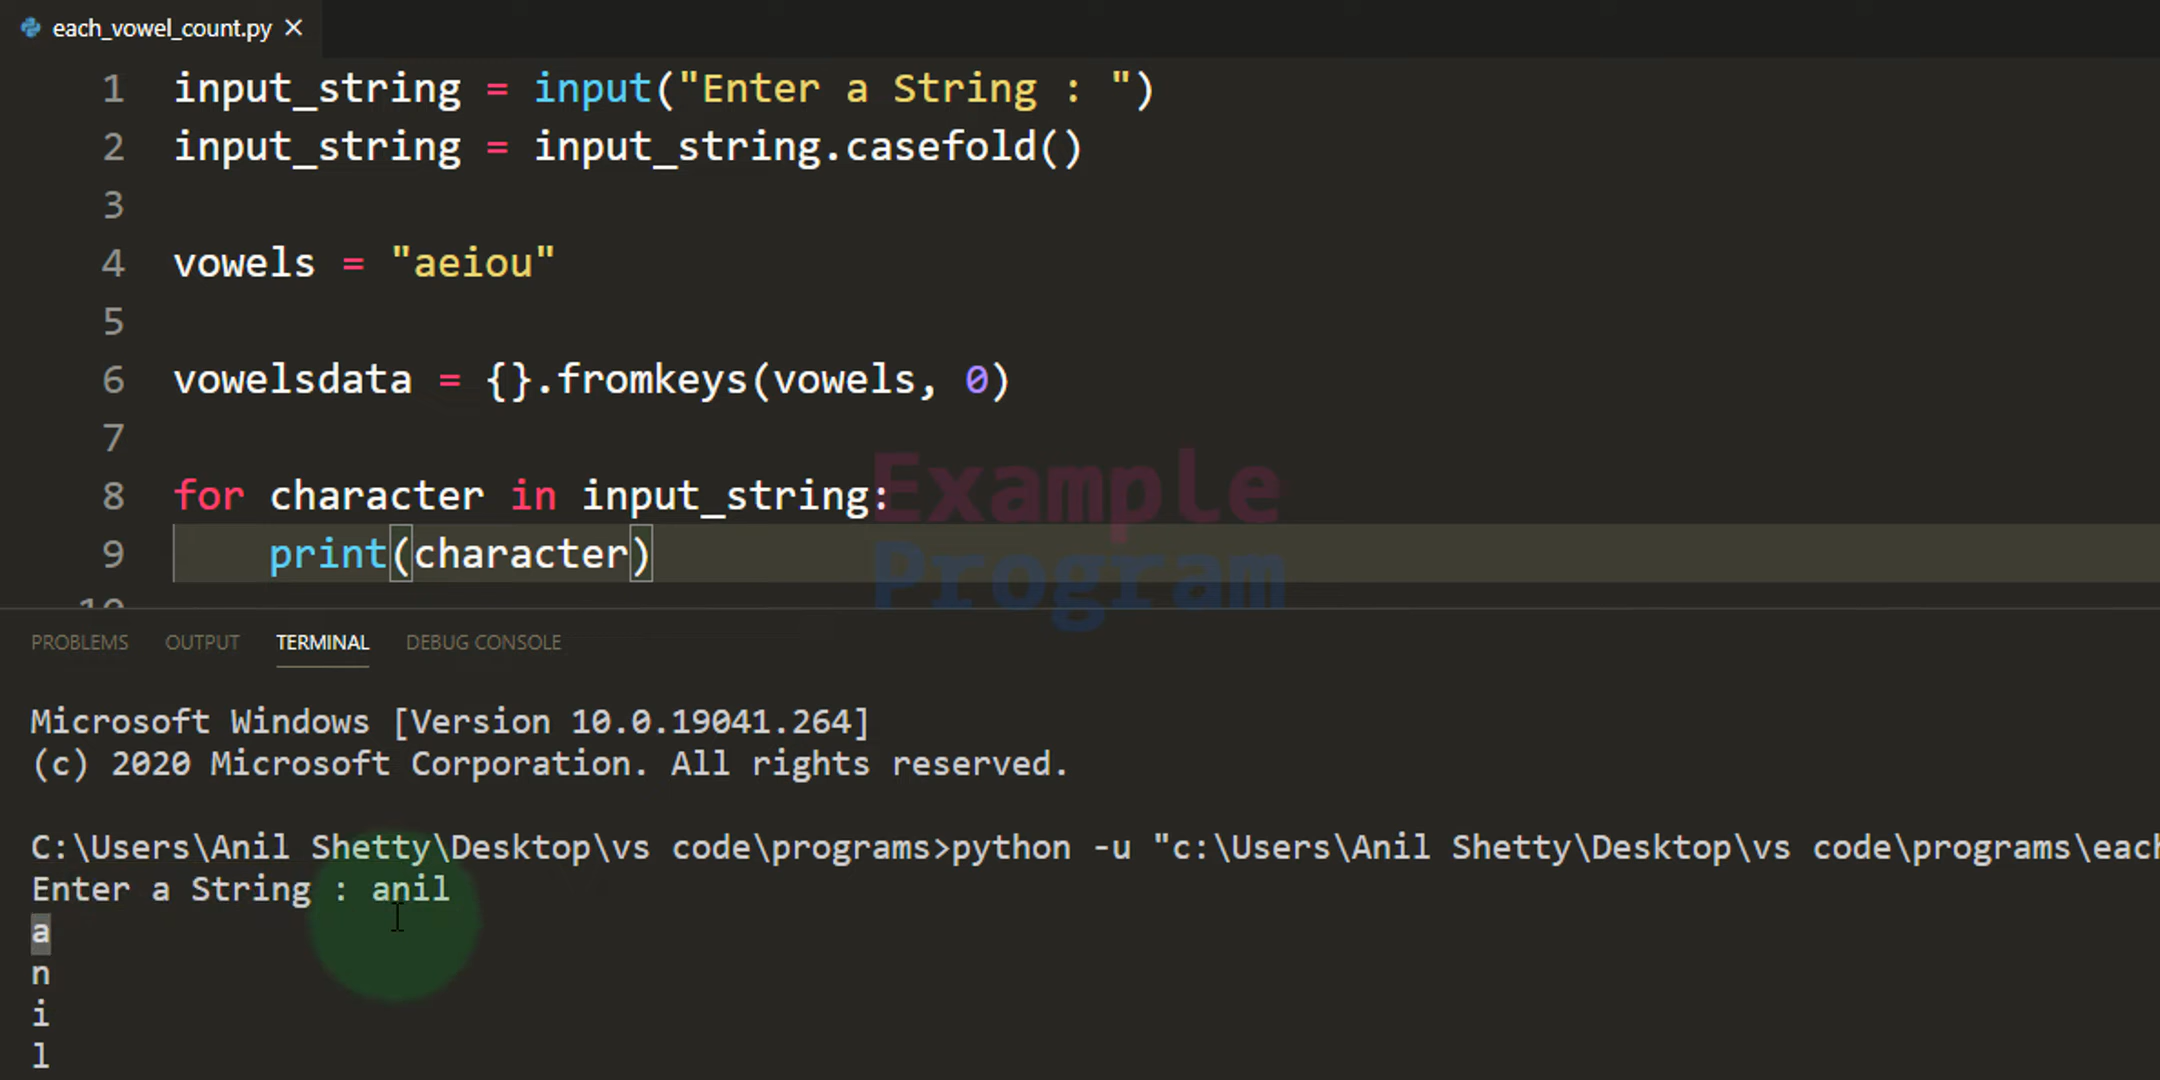 each_vowel_count.py ×
1 input_string = input("Enter a String : ")
2 input_string = input_string.casefold()
3
4 vowels = "aeiou"
5
6 vowelsdata = {}.fromkeys(vowels, 0)
7
8 for character in input_string:
9     print(character)
10
Example
Program
PROBLEMS OUTPUT TERMINAL DEBUG CONSOLE
Microsoft Windows [Version 10.0.19041.264]
(c) 2020 Microsoft Corporation. All rights reserved.
C:\Users\Anil Shetty\Desktop\vs code\programs>python -u "c:\Users\Anil Shetty\Desktop\vs code\programs\each
Enter a String : anil
a
n
i
l